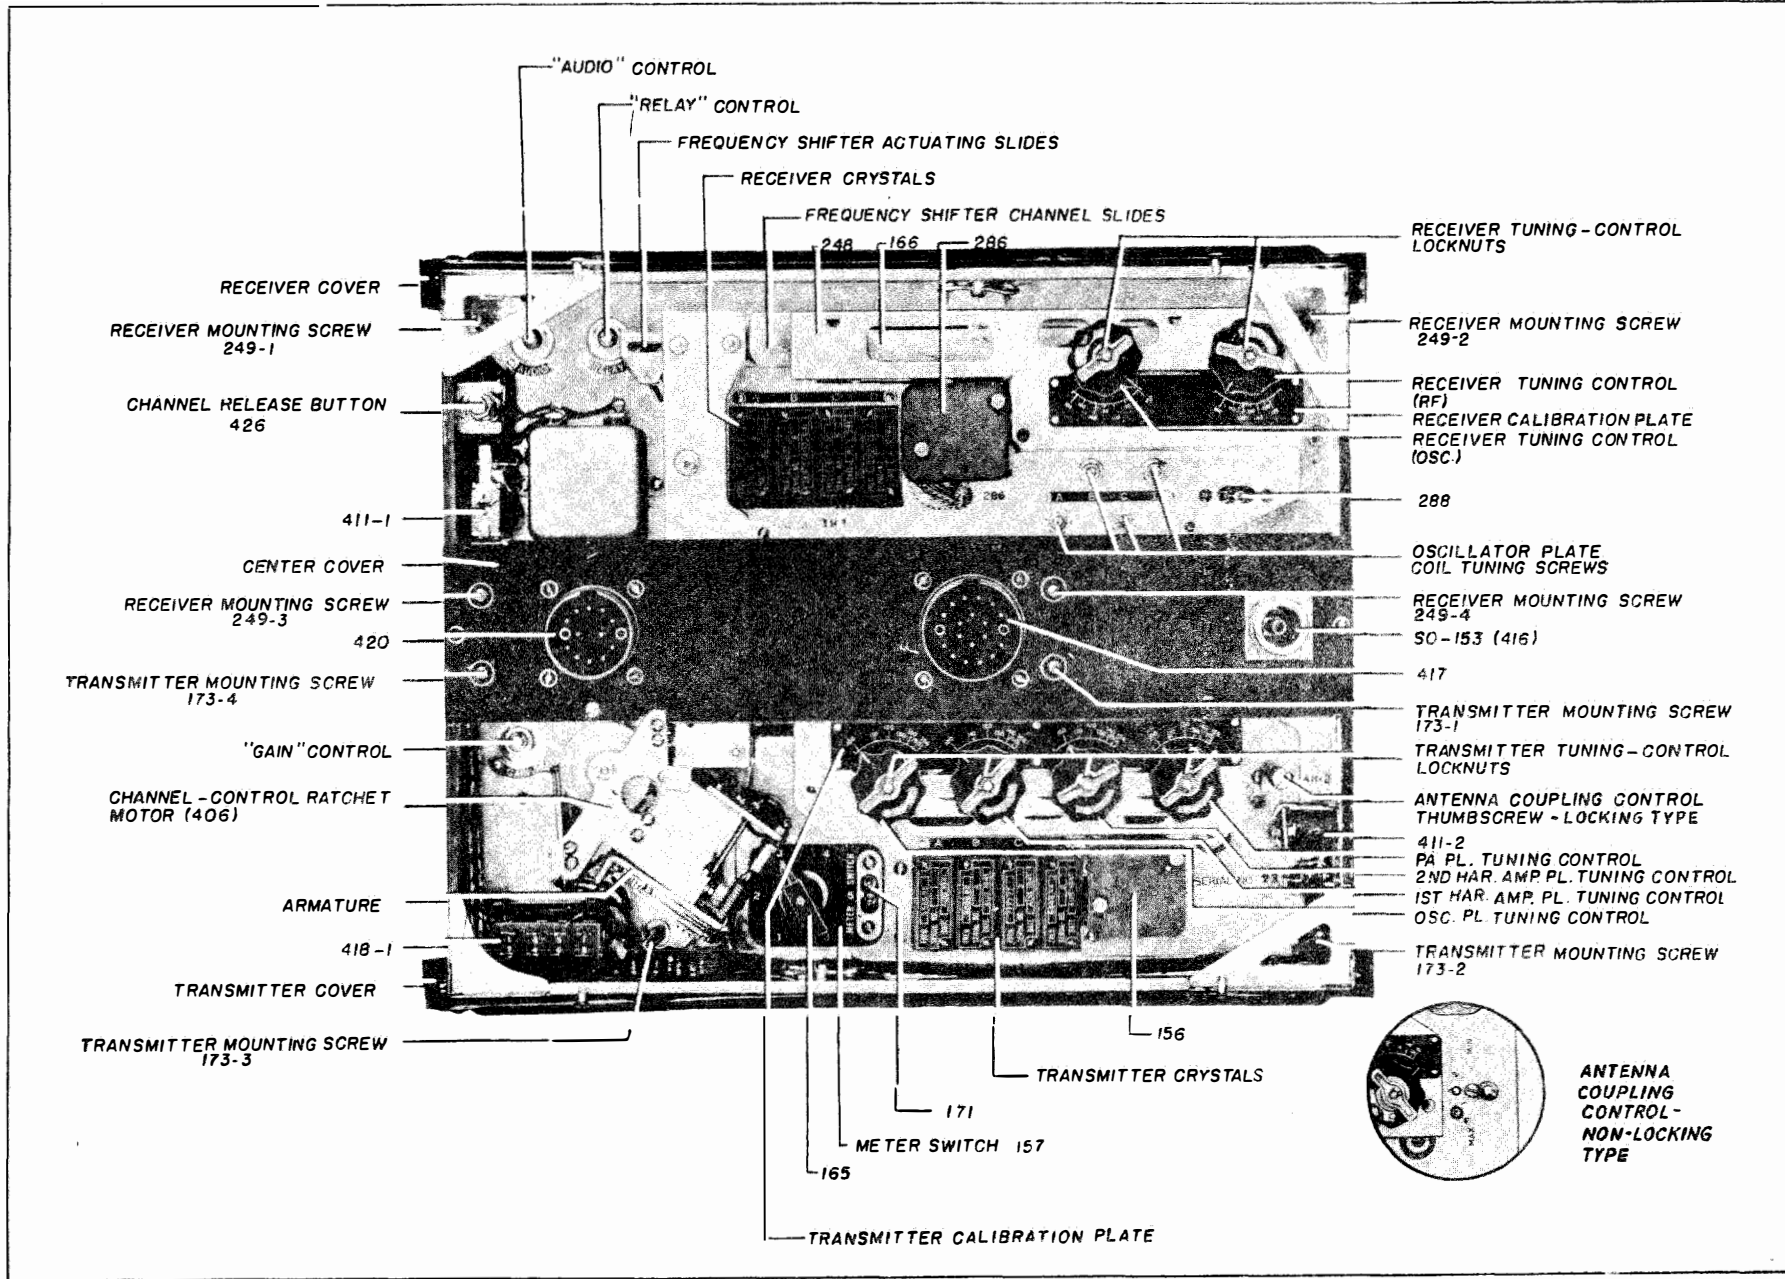 "AUDIO" CONTROL
"RELAY" CONTROL
FREQUENCY SHIFTER ACTUATING SLIDES
RECEIVER CRYSTALS
FREQUENCY SHIFTER CHANNEL SLIDES
248
166
286
RECEIVER TUNING-CONTROL
LOCKNUTS
RECEIVER COVER
RECEIVER MOUNTING SCREW
249-1
CHANNEL RELEASE BUTTON
426
411-1
CENTER COVER
RECEIVER MOUNTING SCREW
249-3
420
TRANSMITTER MOUNTING SCREW
173-4
"GAIN" CONTROL
CHANNEL-CONTROL RATCHET
MOTOR (406)
ARMATURE
418-1
TRANSMITTER COVER
TRANSMITTER MOUNTING SCREW
173-3
RECEIVER MOUNTING SCREW
249-2
RECEIVER TUNING CONTROL
(RF)
RECEIVER CALIBRATION PLATE
RECEIVER TUNING CONTROL
(OSC.)
288
OSCILLATOR PLATE
COIL TUNING SCREWS
RECEIVER MOUNTING SCREW
249-4
SO-153 (416)
417
TRANSMITTER MOUNTING SCREW
173-1
TRANSMITTER TUNING-CONTROL
LOCKNUTS
ANTENNA COUPLING CONTROL
THUMBSCREW-LOCKING TYPE
411-2
PA PL. TUNING CONTROL
2ND HAR. AMP. PL. TUNING CONTROL
1ST HAR. AMP. PL. TUNING CONTROL
OSC. PL. TUNING CONTROL
TRANSMITTER MOUNTING SCREW
173-2
286
A B C
METER SWITCH
SERIAL NO.
156
TRANSMITTER CRYSTALS
171
METER SWITCH 157
165
TRANSMITTER CALIBRATION PLATE
MIN
MAX
ANTENNA
COUPLING
CONTROL-
NON-LOCKING
TYPE